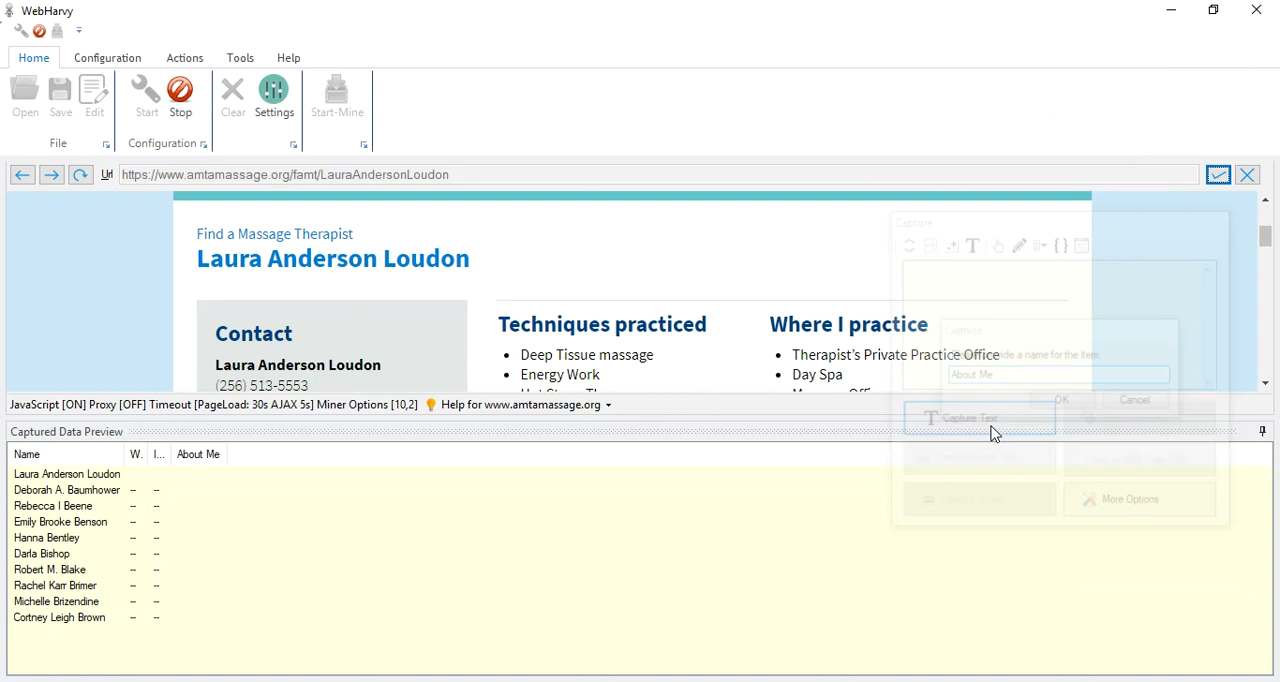 WebHarvy
Home Configuration Actions Tools Help
Open Save Edit Start Stop Clear Settings Start-Mine
File Configuration
Url https://www.amtamassage.org/famt/LauraAndersonLoudon
Find a Massage Therapist
Laura Anderson Loudon
Contact
Laura Anderson Loudon
(256) 513-5553
Techniques practiced
• Deep Tissue massage
• Energy Work
Where I practice
• Therapist's Private Practice Office
• Day Spa
Capture
Capture
a name for the item:
About Me
OK Cancel
Capture Text
More Options
JavaScript [ON] Proxy [OFF] Timeout [PageLoad: 30s AJAX 5s] Miner Options [10,2] Help for www.amtamassage.org
Captured Data Preview
Name W. I... About Me
Laura Anderson Loudon
Deborah A. Baumhower -- --
Rebecca I Beene -- --
Emily Brooke Benson -- --
Hanna Bentley -- --
Darla Bishop -- --
Robert M. Blake -- --
Rachel Karr Brimer -- --
Michelle Brizendine -- --
Cortney Leigh Brown -- --